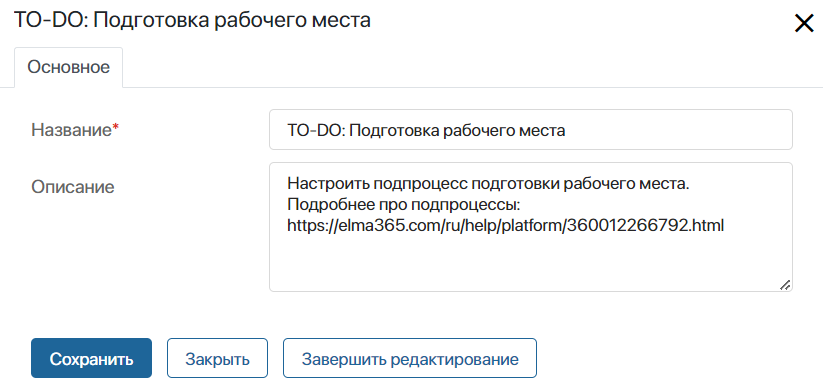 TO-DO: Подготовка рабочего места
Основное
Название*
TO-DO: Подготовка рабочего места
Описание
Настроить подпроцесс подготовки рабочего места.
Подробнее про подпроцессы:
https://elma365.com/ru/help/platform/360012266792.html
Сохранить
Закрыть
Завершить редактирование